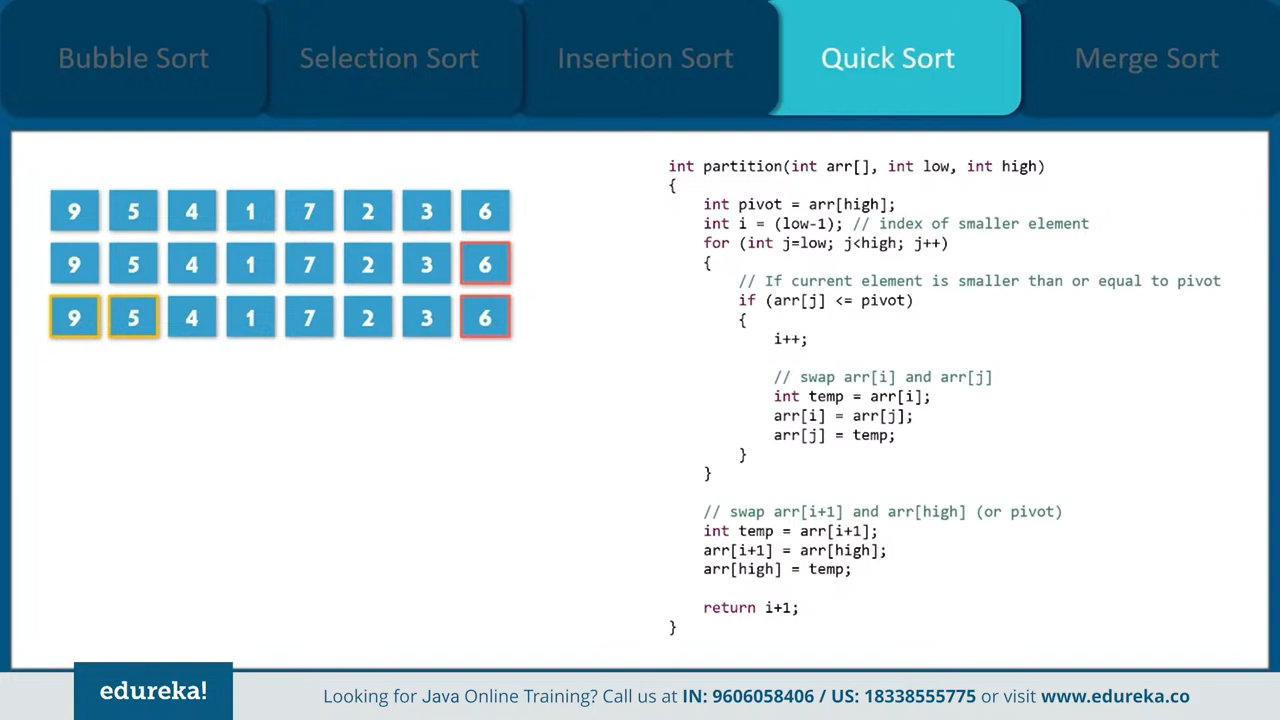 Bubble Sort
Selection Sort
Insertion Sort
Quick Sort
Merge Sort
9 5 4 1 7 2 3 6
9 5 4 1 7 2 3 6
9 5 4 1 7 2 3 6
int partition(int arr[], int low, int high)
{
int pivot = arr[high];
int i = (low-1); // index of smaller element
for (int j=low; j<high; j++)
{
// If current element is smaller than or equal to pivot
if (arr[j] <= pivot)
{
i++;
// swap arr[i] and arr[j]
int temp = arr[i];
arr[i] = arr[j];
arr[j] = temp;
}
}
// swap arr[i+1] and arr[high] (or pivot)
int temp = arr[i+1];
arr[i+1] = arr[high];
arr[high] = temp;
return i+1;
}
edureka!
Looking for Java Online Training? Call us at IN: 9606058406 / US: 18338555775 or visit www.edureka.co